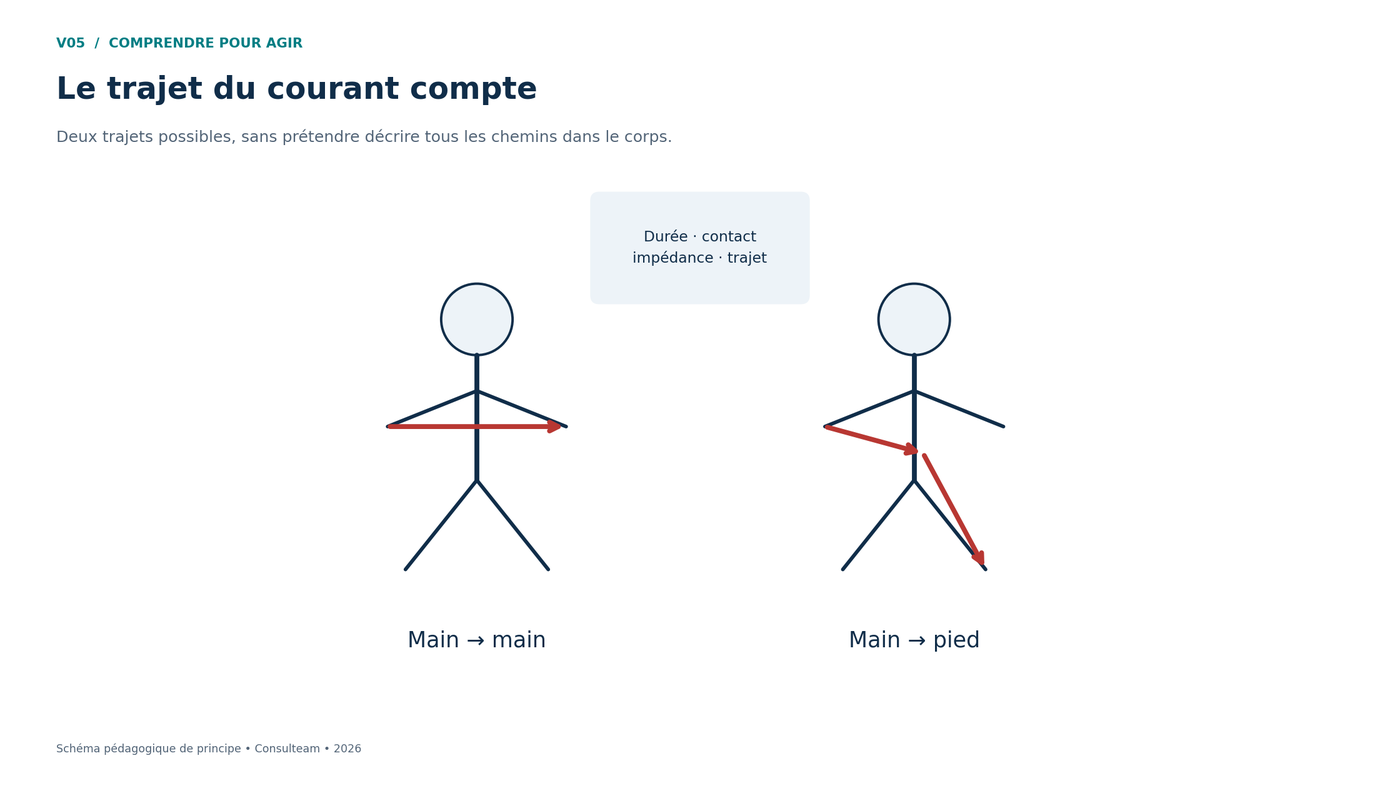 V05 / COMPRENDRE POUR AGIR
Le trajet du courant compte
Deux trajets possibles, sans prétendre décrire tous les chemins dans le corps.
Durée · contact
impédance · trajet
Main → main
Main → pied
Schéma pédagogique de principe • Consulteam • 2026